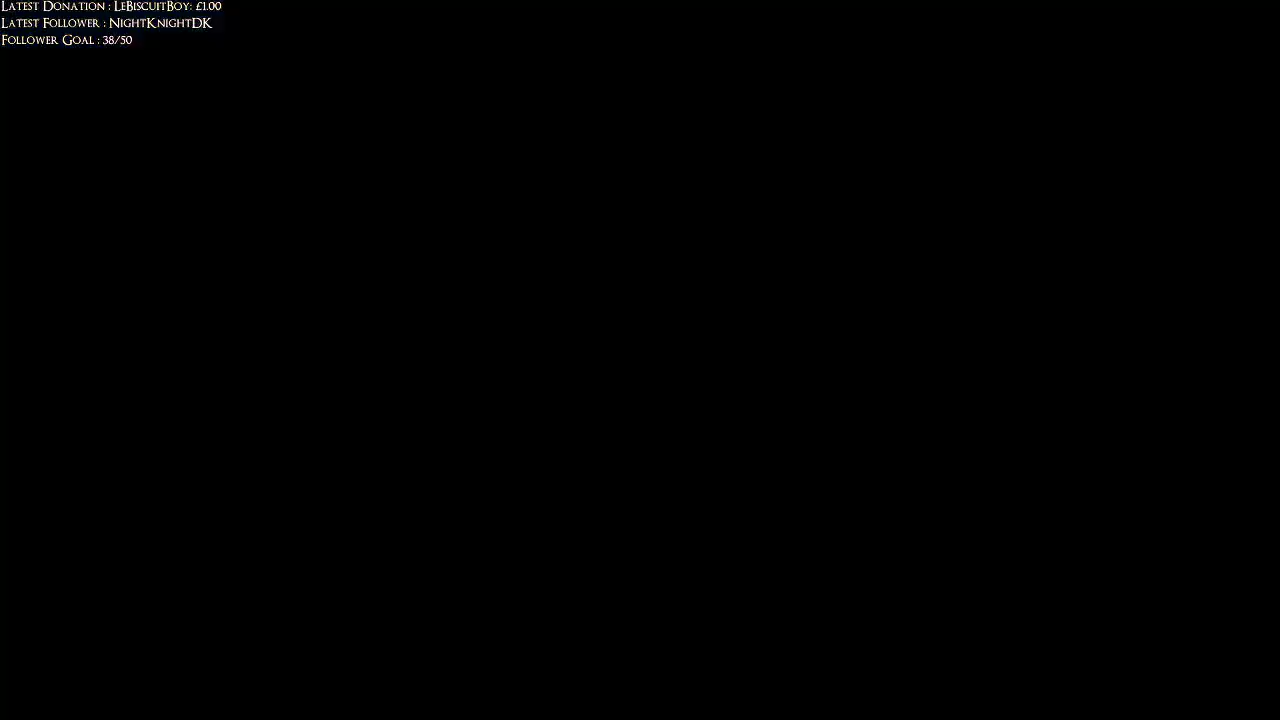 Latest Donation : LeBiscuitBoy: £1.00
Latest Follower : NightKnightDK
Follower Goal : 38/50